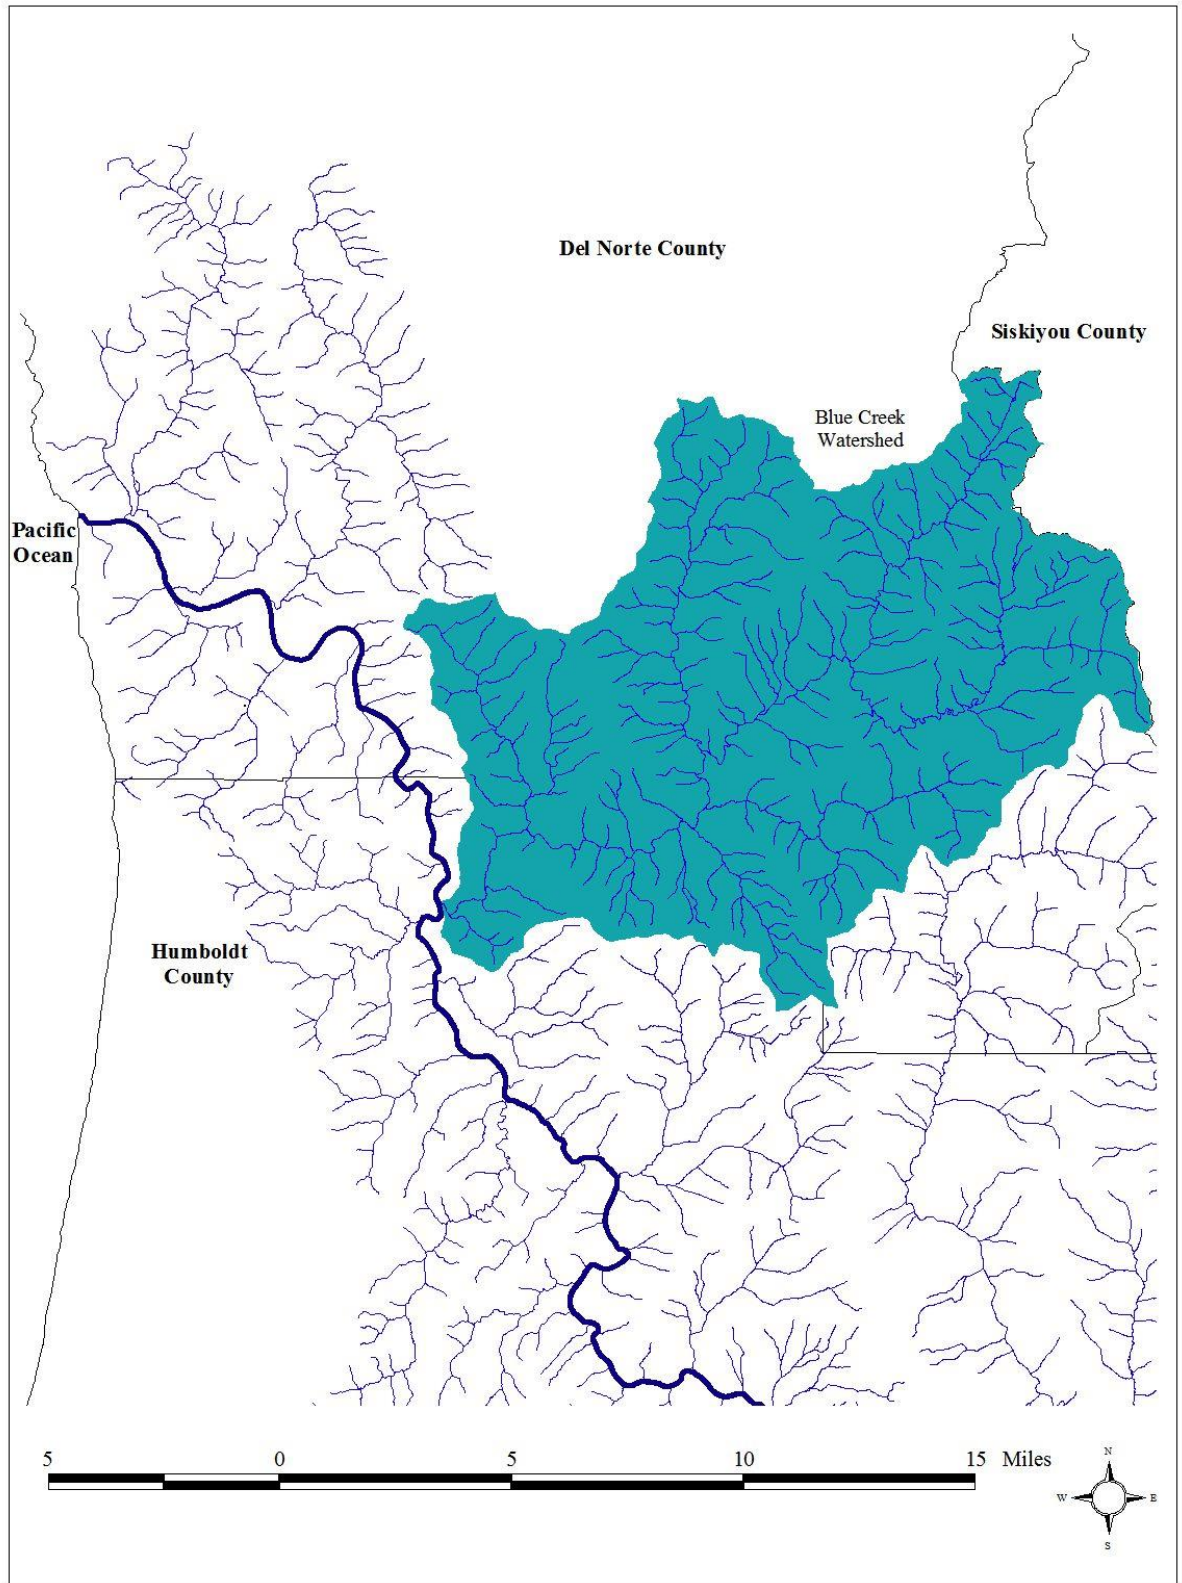 Del Norte County
Siskiyou County
Blue Creek
Watershed
Pacific
Ocean
Humboldt
County
5 0 5 10 15 Miles
N
W E
S